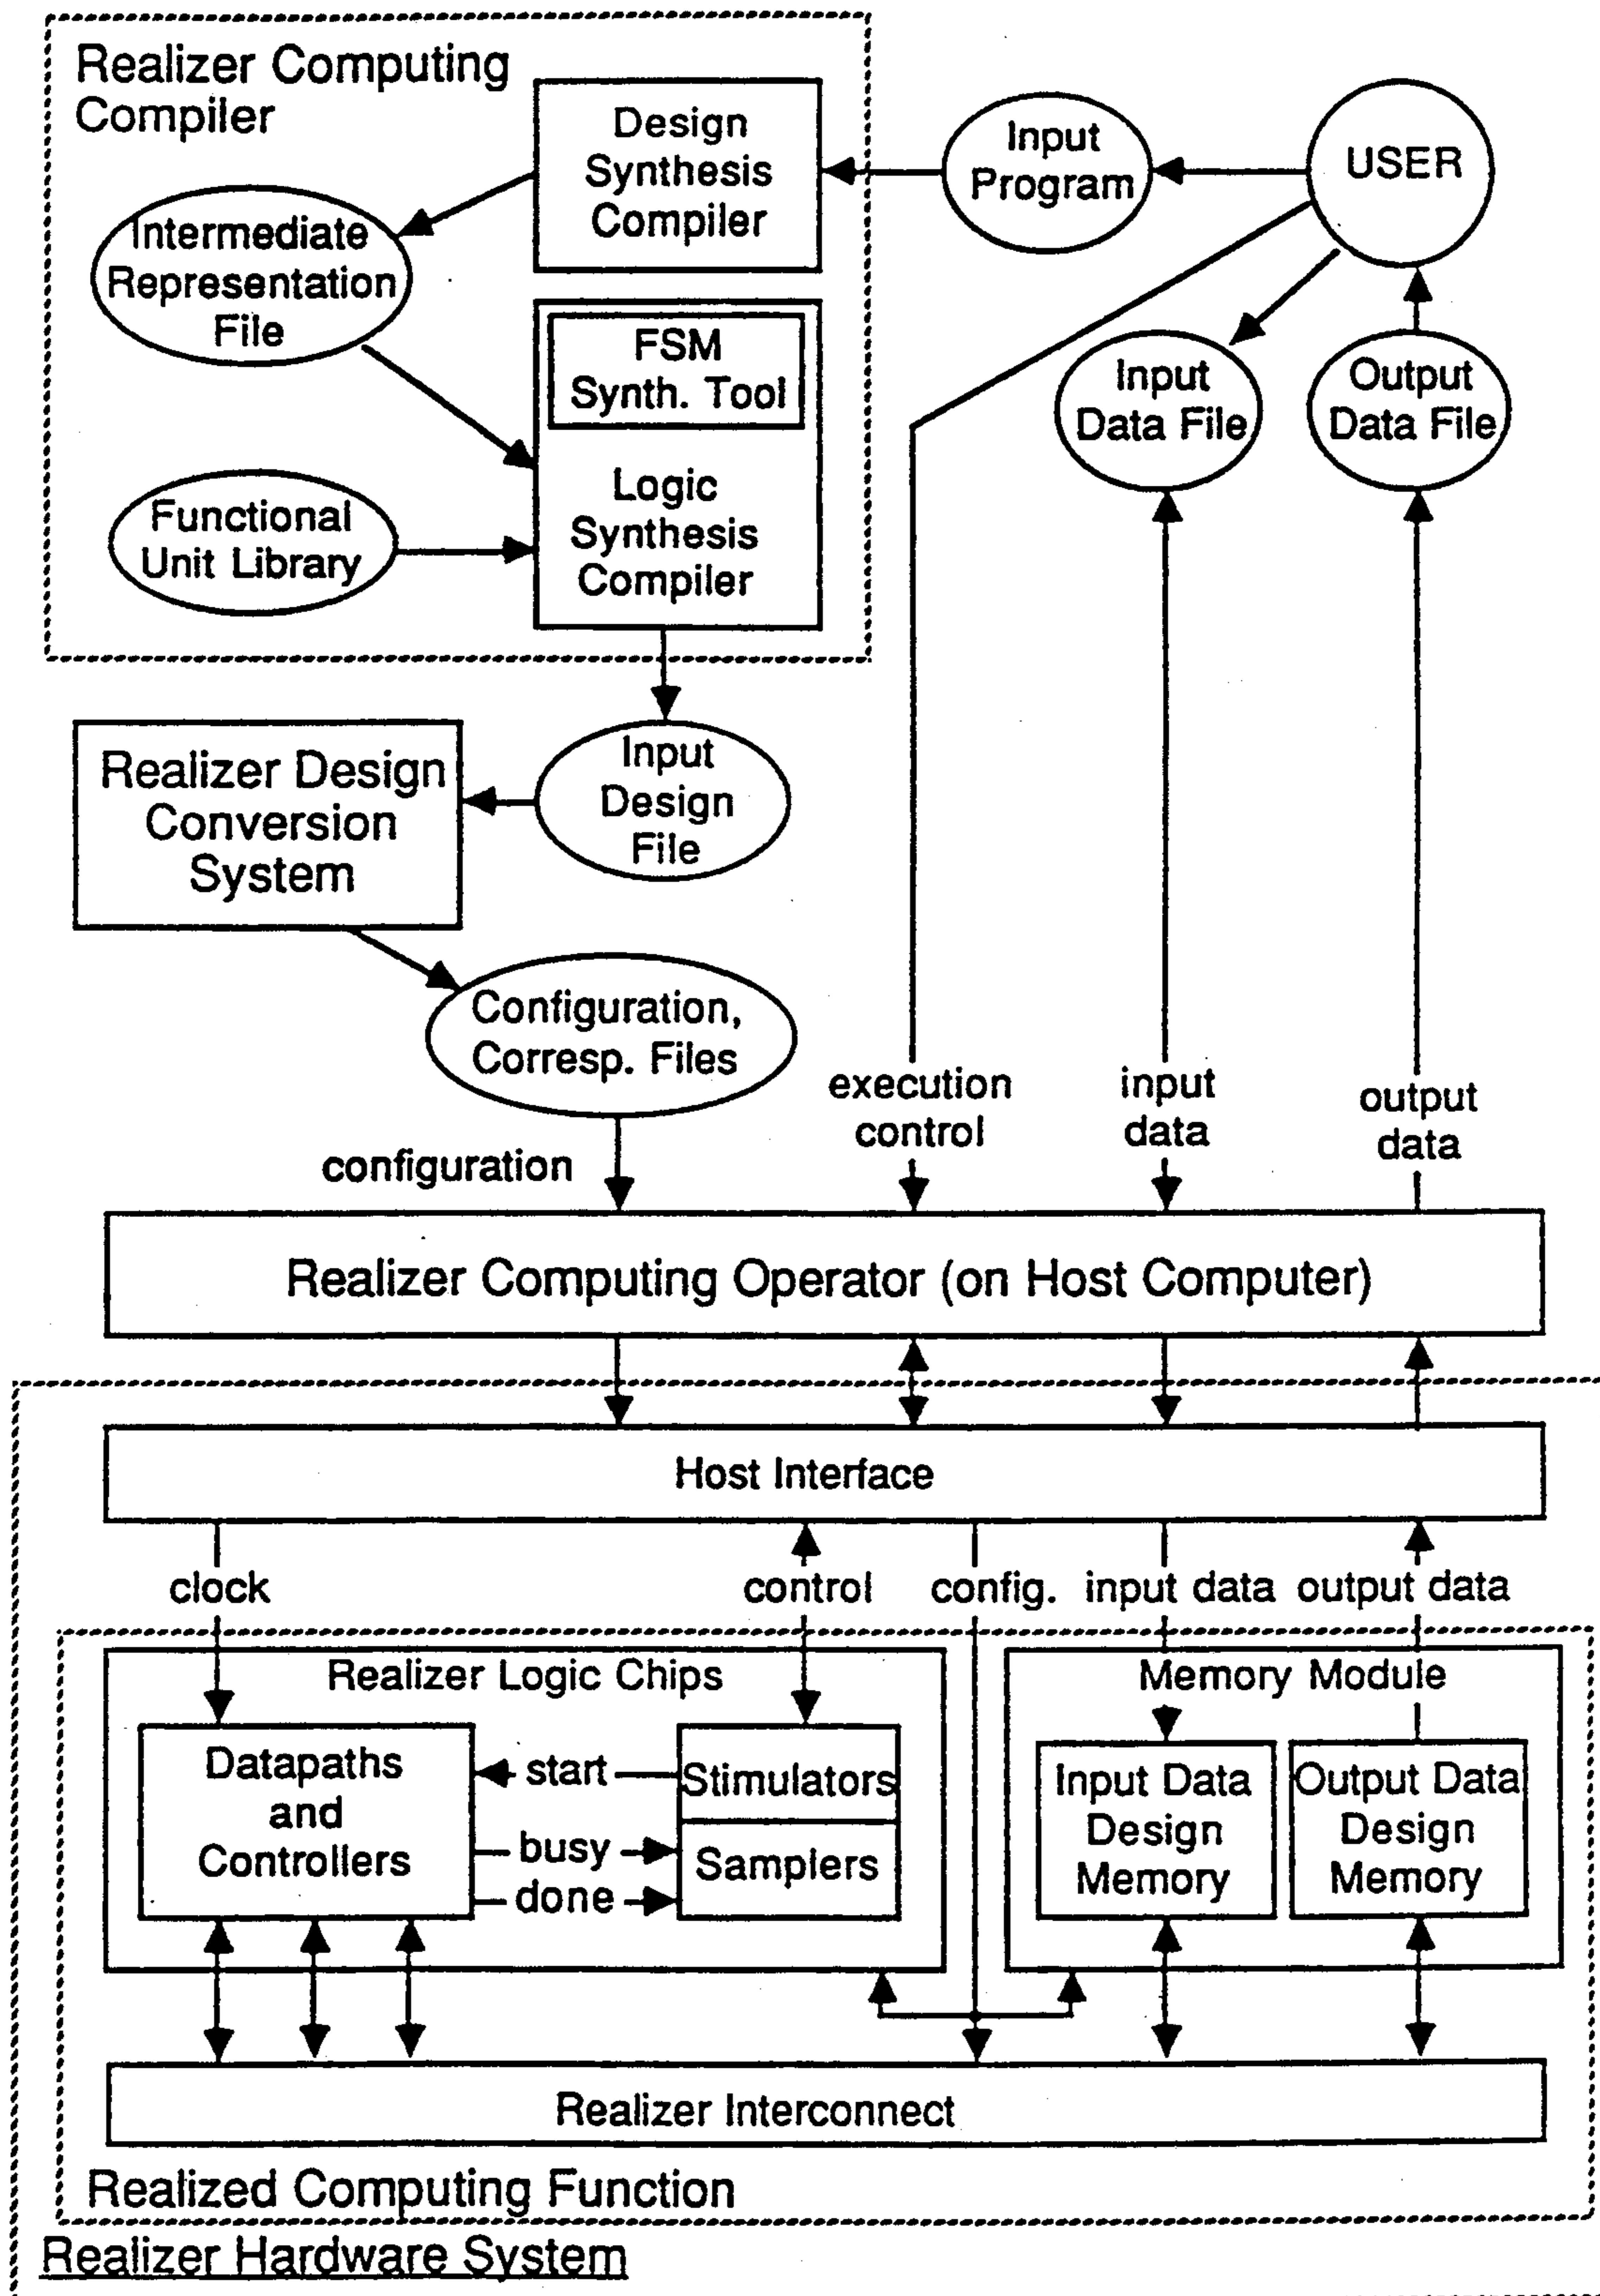 Realizer Computing
Compiler
Design
Synthesis
Compiler
Input
Program
USER
Intermediate
Representation
File
FSM
Synth. Tool
Logic
Synthesis
Compiler
Functional
Unit Library
Input
Data File
Output
Data File
Realizer Design
Conversion
System
Input
Design
File
Configuration,
Corresp. Files
configuration
execution
control
input
data
output
data
Realizer Computing Operator (on Host Computer)
Host Interface
clock
control
config.
input data
output data
Realizer Logic Chips
Memory Module
Datapaths
and
Controllers
start
busy
done
Stimulators
Samplers
Input Data
Design
Memory
Output Data
Design
Memory
Realizer Interconnect
Realized Computing Function
Realizer Hardware System